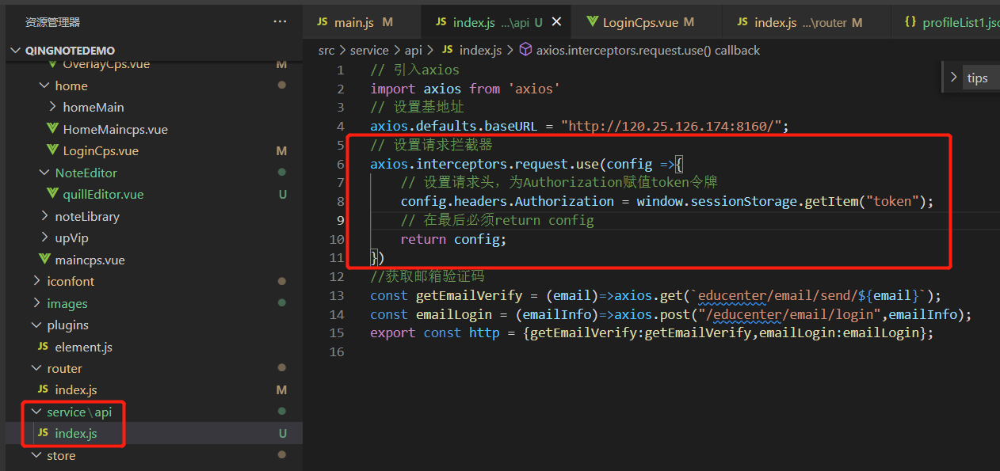 资源管理器 ···
QINGNOTEDEMO
OverlayCps.vue M
home
homeMain
HomeMaincps.vue
LoginCps.vue M
NoteEditor
quillEditor.vue U
noteLibrary
upVip
maincps.vue
iconfont
images
plugins
JS element.js
router
JS index.js M
service\api
JS index.js U
store
JS main.js M
JS index.js ...\api U
LoginCps.vue M
JS index.js ...\router M
{} profileList1.jsc
src > service > api > JS index.js > axios.interceptors.request.use() callback
> tips
1 // 引入axios
2 import axios from 'axios'
3 // 设置基地址
4 axios.defaults.baseURL = "http://120.25.126.174:8160/";
5 // 设置请求拦截器
6 axios.interceptors.request.use(config =>{
7 // 设置请求头，为Authorization赋值token令牌
8 config.headers.Authorization = window.sessionStorage.getItem("token");
9 // 在最后必须return config
10 return config;
11 })
12 //获取邮箱验证码
13 const getEmailVerify = (email)=>axios.get(`educenter/email/send/${email}`);
14 const emailLogin = (emailInfo)=>axios.post("/educenter/email/login",emailInfo);
15 export const http = {getEmailVerify:getEmailVerify,emailLogin:emailLogin};
16